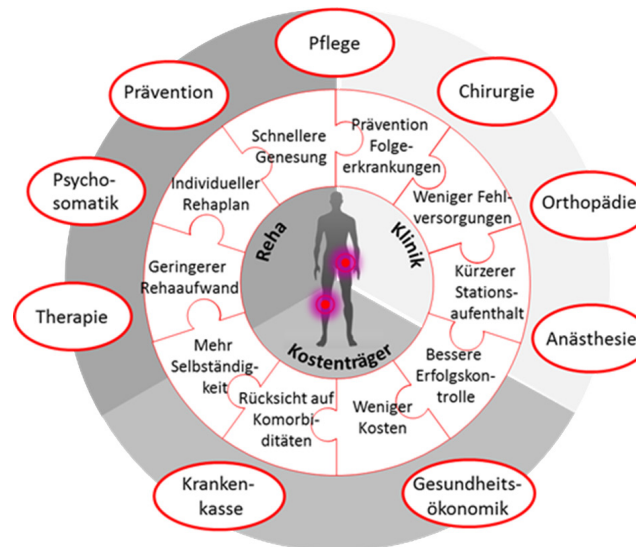 Pflege
Chirurgie
Orthopädie
Anästhesie
Gesundheits-
ökonomik
Kranken-
kasse
Therapie
Psycho-
somatik
Prävention
Prävention
Folge-
erkrankungen
Weniger Fehl-
versorgungen
Kürzerer
Stations-
aufenthalt
Bessere
Erfolgskon-
trolle
Weniger
Kosten
Rücksicht auf
Komorbi-
ditäten
Mehr
Selbständig-
keit
Geringerer
Rehaaufwand
Individueller
Rehaplan
Schnellere
Genesung
Reha
Klinik
Kostenträger